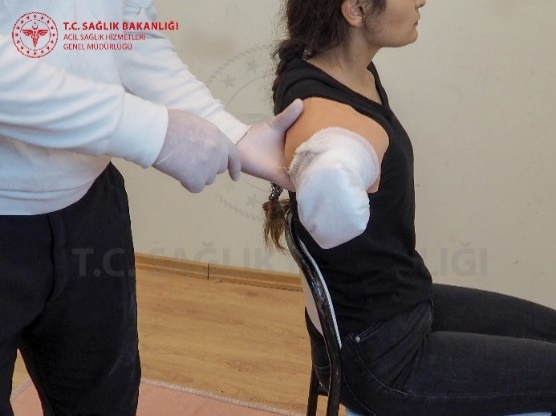 T.C. SAĞLIK BAKANLIĞI
ACİL SAĞLIK HİZMETLERİ
GENEL MÜDÜRLÜĞÜ
T.C. SAĞLIK BAKANLIĞI